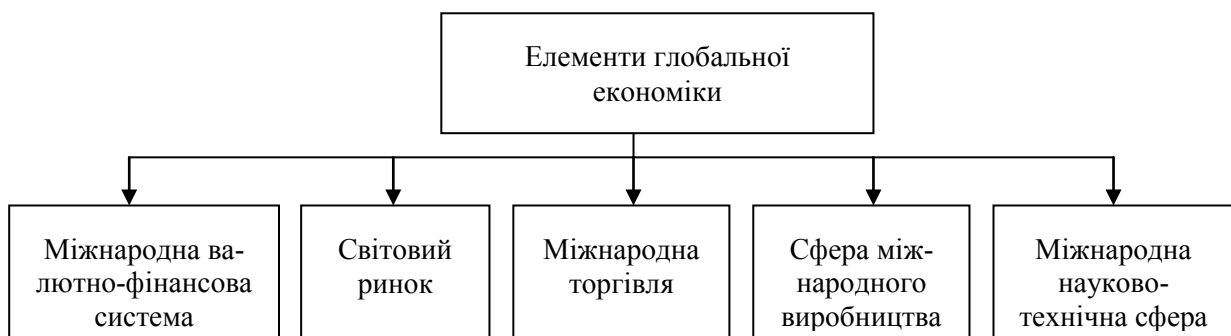 Елементи глобальної
економіки
Міжнародна ва-
лютно-фінансова
система
Світовий
ринок
Міжнародна
торгівля
Сфера між-
народного
виробництва
Міжнародна
науково-
технічна сфера